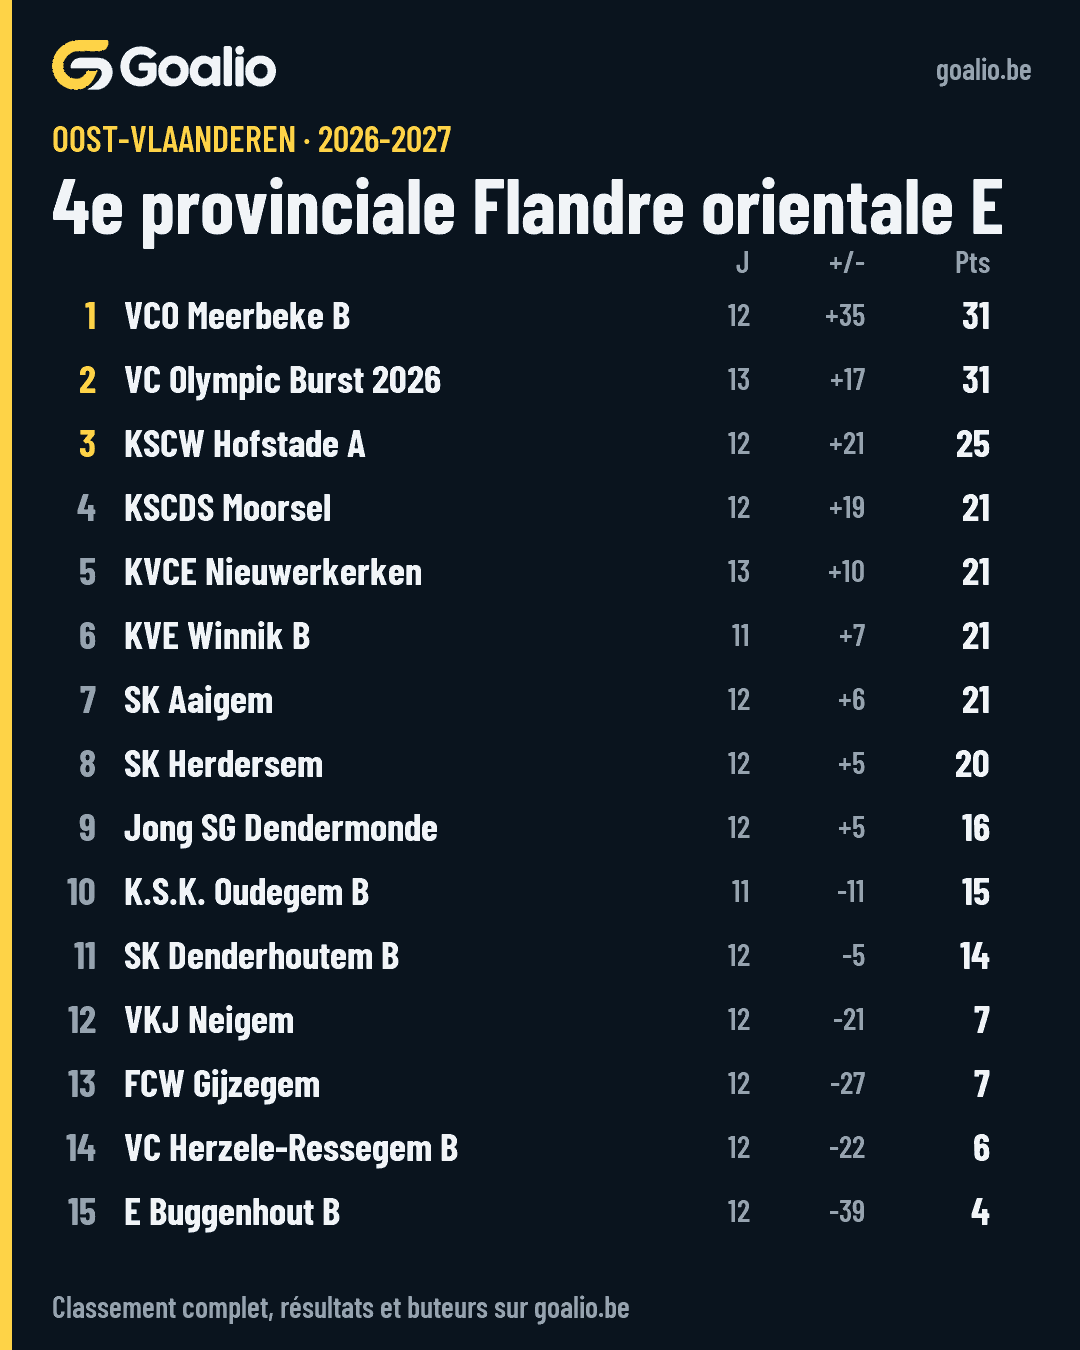 Goalio
goalio.be
OOST-VLAANDEREN · 2026-2027
4e provinciale Flandre orientale E
J +/- Pts
1 VCO Meerbeke B 12 +35 31
2 VC Olympic Burst 2026 13 +17 31
3 KSCW Hofstade A 12 +21 25
4 KSCDS Moorsel 12 +19 21
5 KVCE Nieuwerkerken 13 +10 21
6 KVE Winnik B 11 +7 21
7 SK Aaigem 12 +6 21
8 SK Herdersem 12 +5 20
9 Jong SG Dendermonde 12 +5 16
10 K.S.K. Oudegem B 11 -11 15
11 SK Denderhoutem B 12 -5 14
12 VKJ Neigem 12 -21 7
13 FCW Gijzegem 12 -27 7
14 VC Herzele-Ressegem B 12 -22 6
15 E Buggenhout B 12 -39 4
Classement complet, résultats et buteurs sur goalio.be